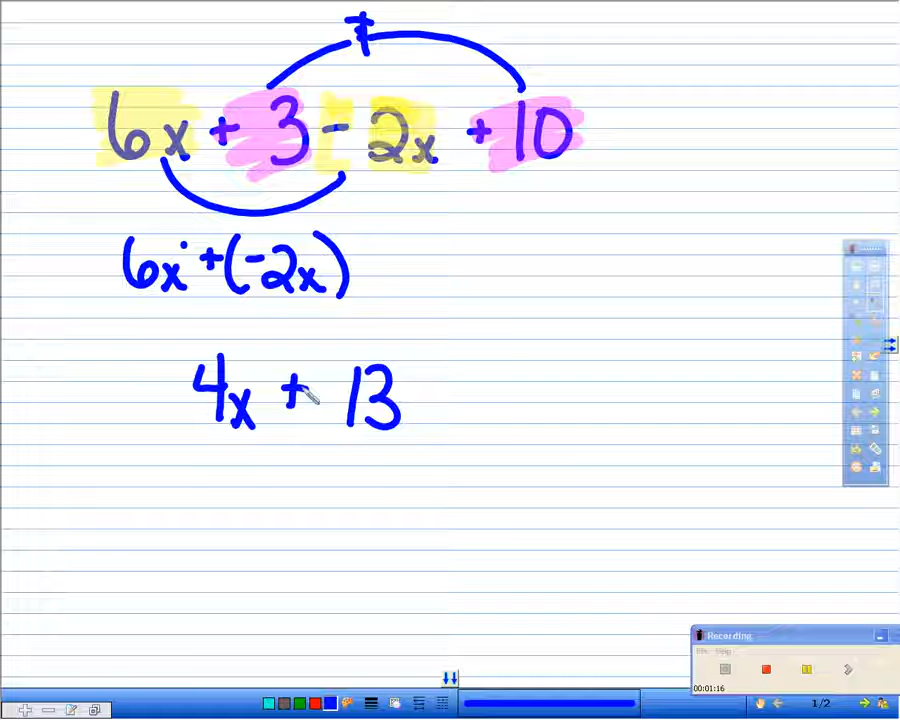 +
6x + 3 - 2x + 10
6x + (-2x)
4x + 13
Recording
00:01:16
1/2